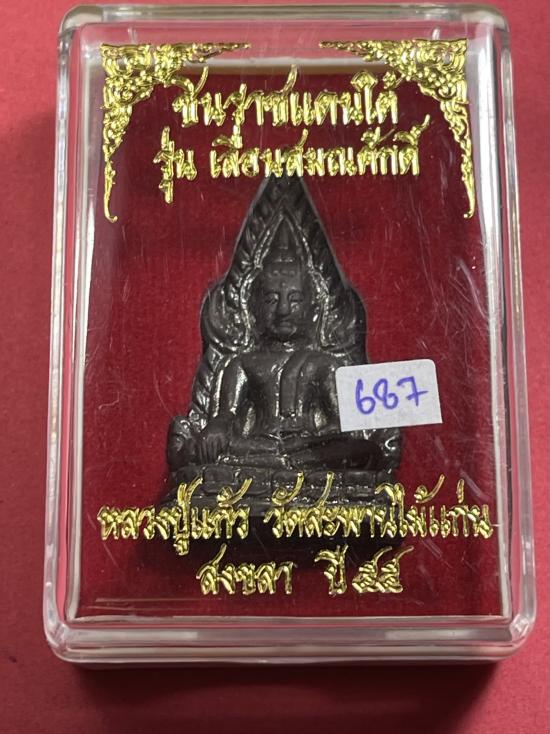 ชินราชแดนใต้
รุ่น เลื่อนสมณศักดิ์
687
หลวงปู่แก้ว วัดสะพานไม้แก่น
สงขลา ปี ๕๕